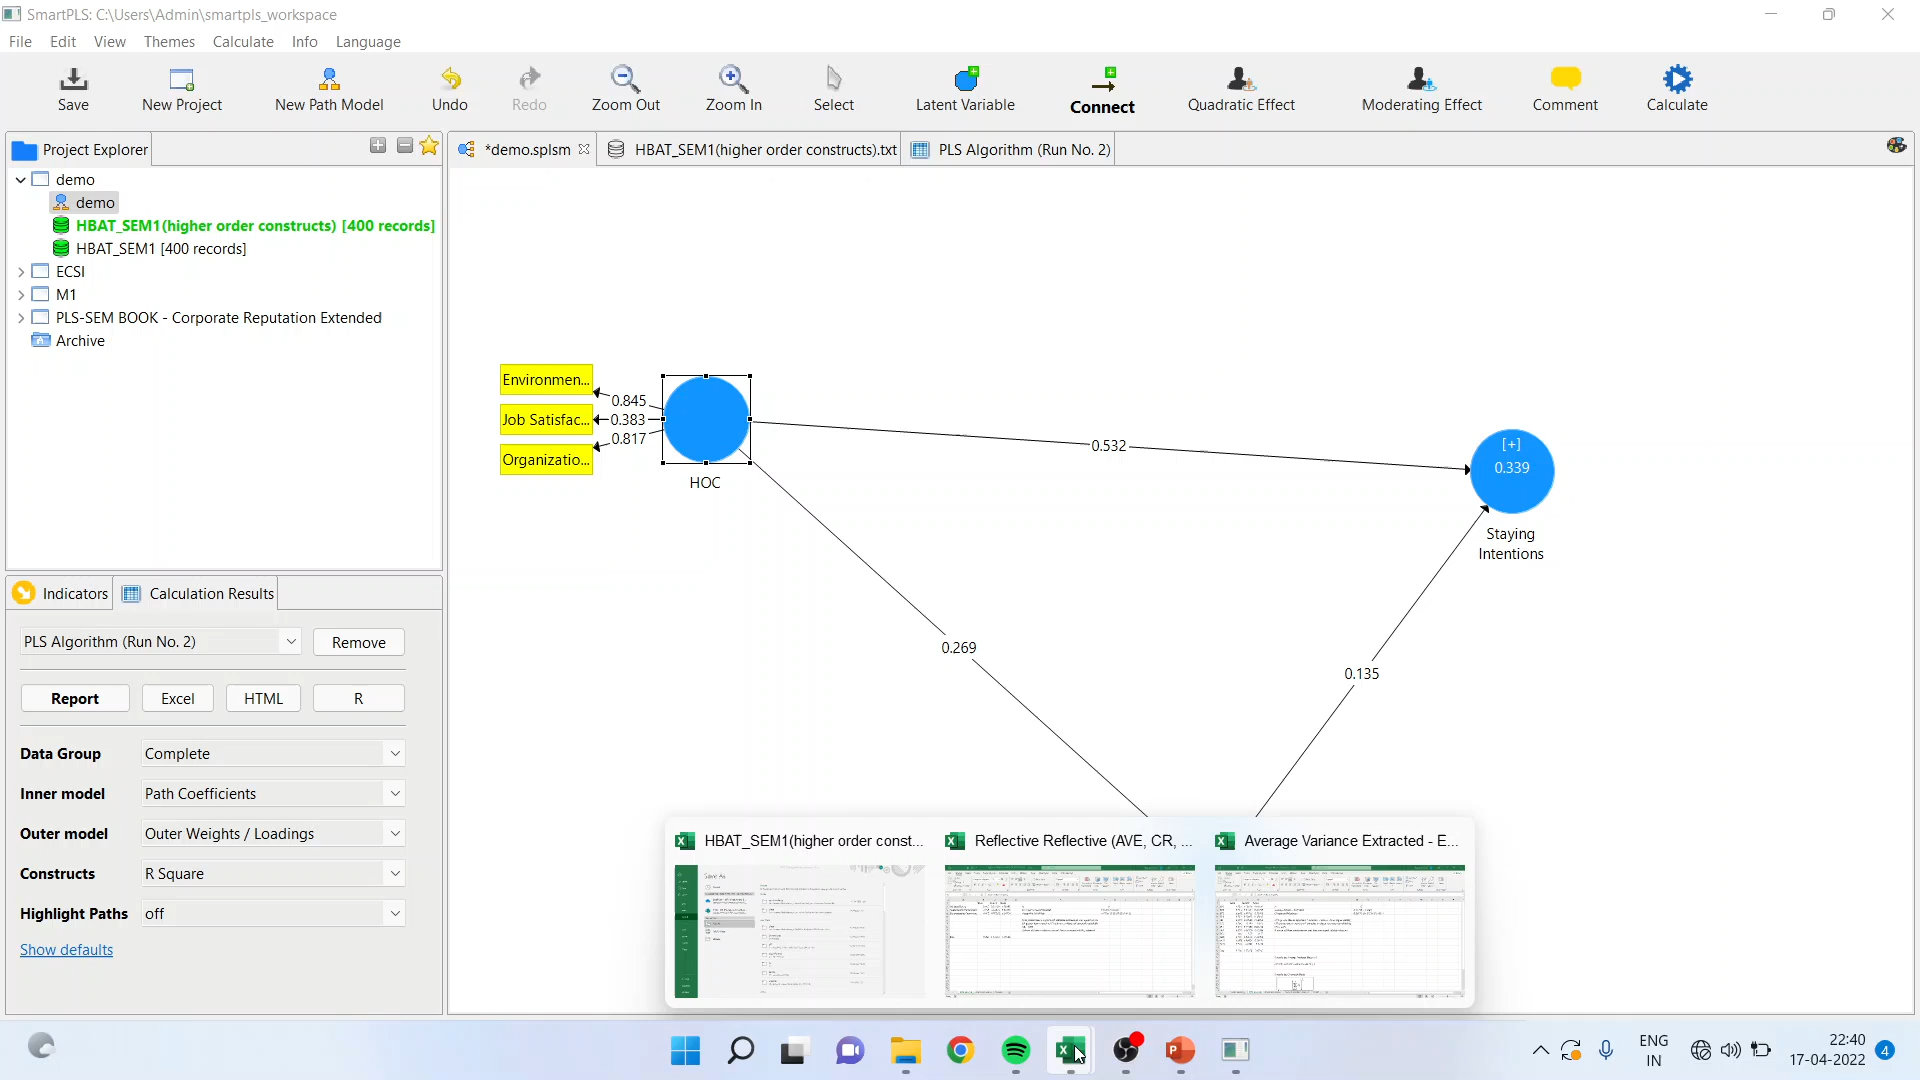 SmartPLS: C:\Users\Admin\smartpls_workspace
File Edit View Themes Calculate Info Language
Save New Project New Path Model Undo Redo Zoom Out Zoom In Select Latent Variable Connect Quadratic Effect Moderating Effect Comment Calculate
Project Explorer
*demo.splsm HBAT_SEM1(higher order constructs).txt PLS Algorithm (Run No. 2)
demo
demo
HBAT_SEM1(higher order constructs) [400 records]
HBAT_SEM1 [400 records]
ECSI
M1
PLS-SEM BOOK - Corporate Reputation Extended
Archive
Environmen...
Job Satisfac...
Organizatio...
0.845
0.383
0.817
HOC
0.532
[+]
0.339
Staying
Intentions
0.269
0.135
Indicators Calculation Results
PLS Algorithm (Run No. 2) Remove
Report Excel HTML R
Data Group Complete
Inner model Path Coefficients
Outer model Outer Weights / Loadings
Constructs R Square
Highlight Paths off
Show defaults
HBAT_SEM1(higher order const... Reflective Reflective (AVE, CR, ... Average Variance Extracted - E...
Save As
ENG
IN
22:40
17-04-2022
4